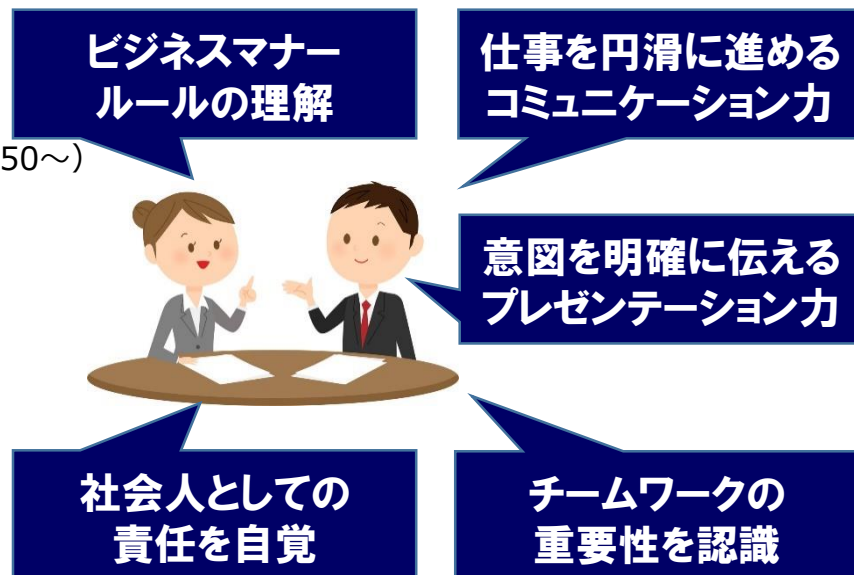 ビジネスマナー
ルールの理解
仕事を円滑に進める
コミュニケーション力
50～）
意図を明確に伝える
プレゼンテーション力
社会人としての
責任を自覚
チームワークの
重要性を認識